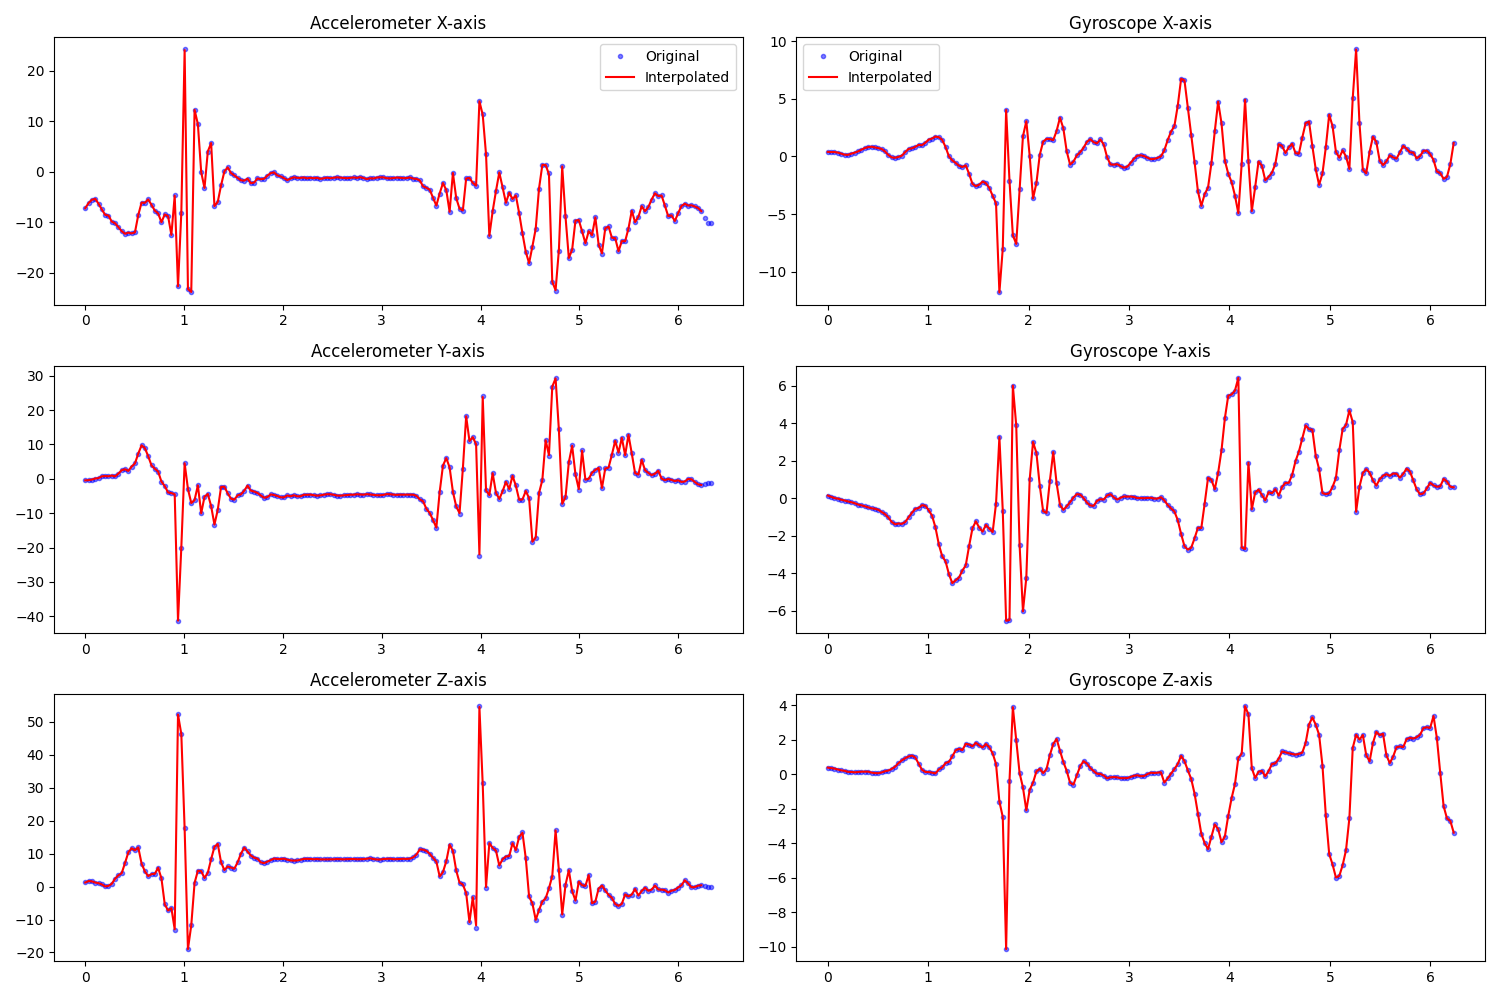 Accelerometer X-axis
Original
Interpolated
20
10
0
−10
−20
0 1 2 3 4 5 6
Gyroscope X-axis
Original
Interpolated
10
5
0
−5
−10
0 1 2 3 4 5 6
Accelerometer Y-axis
30
20
10
0
−10
−20
−30
−40
0 1 2 3 4 5 6
Gyroscope Y-axis
6
4
2
0
−2
−4
−6
0 1 2 3 4 5 6
Accelerometer Z-axis
50
40
30
20
10
0
−10
−20
0 1 2 3 4 5 6
Gyroscope Z-axis
4
2
0
−2
−4
−6
−8
−10
0 1 2 3 4 5 6